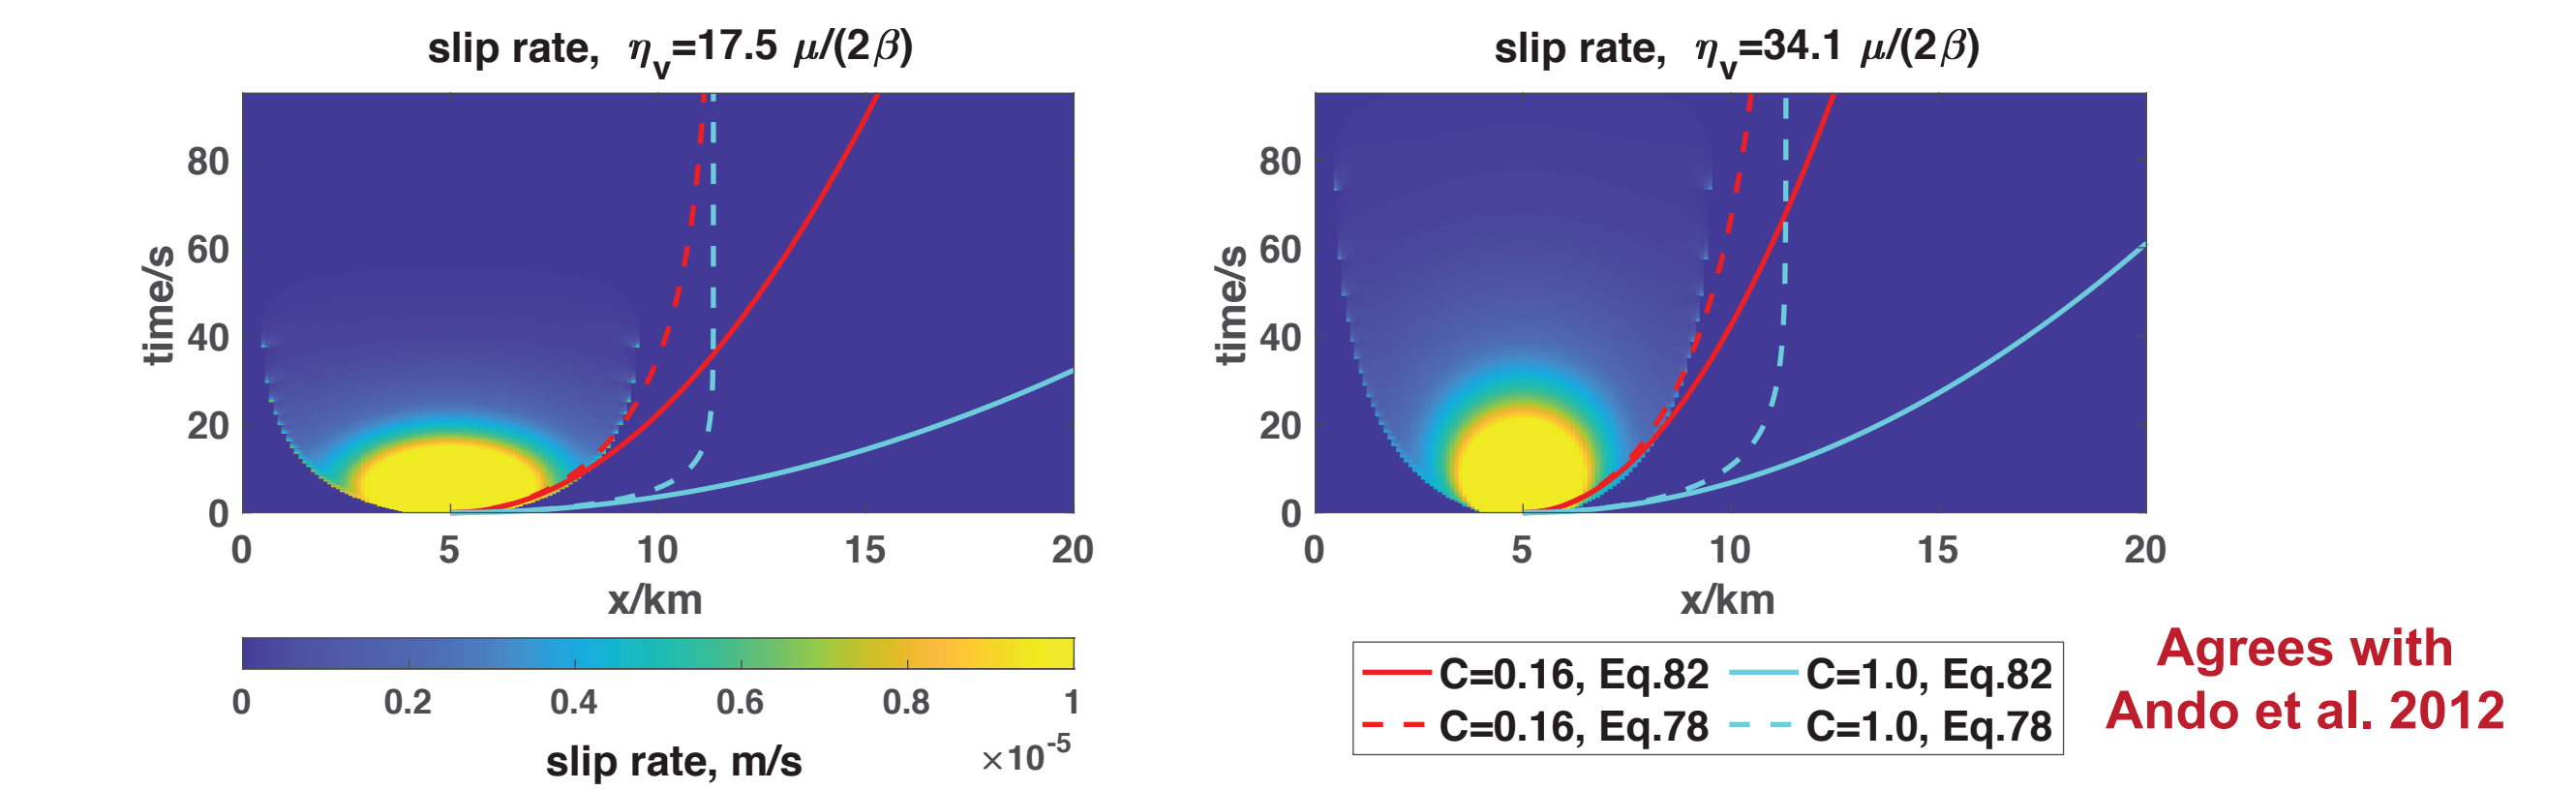 slip rate, ηv=17.5 μ/(2β)
80
60
40
20
0
time/s
0 5 10 15 20
x/km
0 0.2 0.4 0.6 0.8 1
×10-5
slip rate, m/s
slip rate, ηv=34.1 μ/(2β)
80
60
40
20
0
time/s
0 5 10 15 20
x/km
C=0.16, Eq.82 C=1.0, Eq.82
C=0.16, Eq.78 C=1.0, Eq.78
Agrees with
Ando et al. 2012